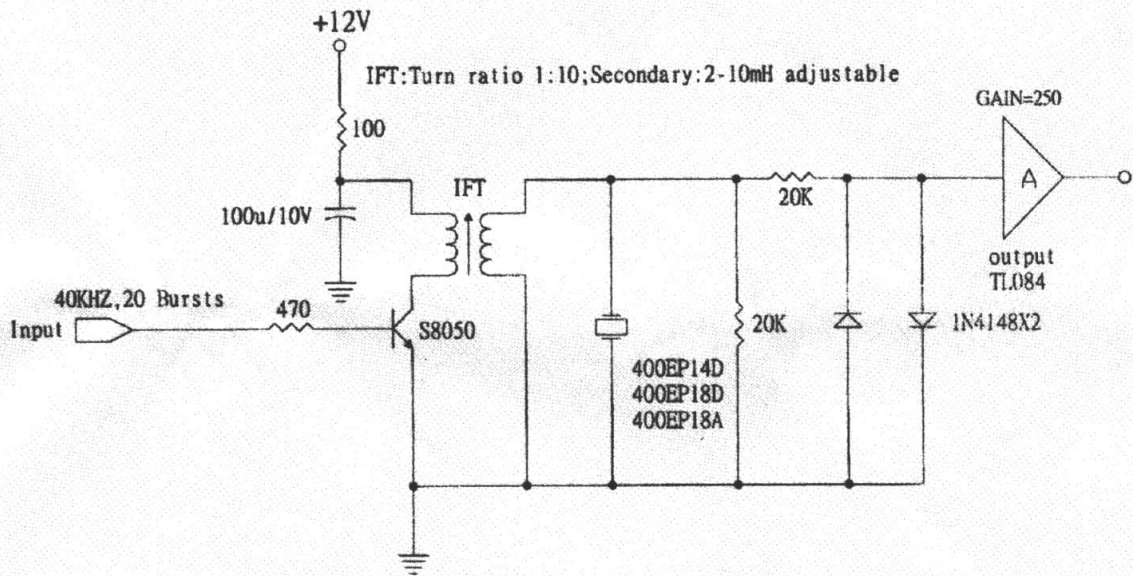 +12V
IFT:Turn ratio 1:10;Secondary:2-10mH adjustable
GAIN=250
100
IFT
A
20K
100u/10V
output
TL084
40KHZ,20 Bursts
Input
470
S8050
20K
1N4148X2
400EP14D
400EP18D
400EP18A